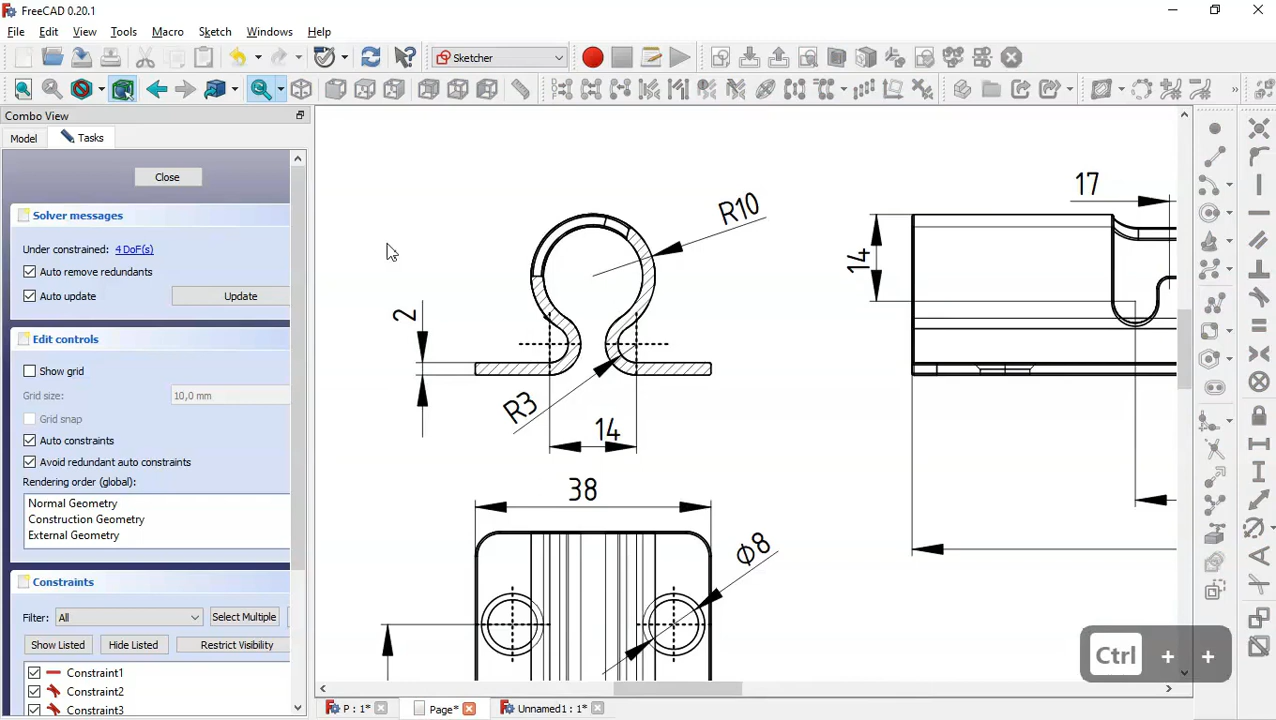 FreeCAD 0.20.1
File Edit View Tools Macro Sketch Windows Help
Sketcher
Combo View
Model Tasks
Close
Solver messages
Under constrained: 4 DoF(s)
Auto remove redundants
Auto update Update
Edit controls
Show grid
Grid size: 10,0 mm
Grid snap
Auto constraints
Avoid redundant auto constraints
Rendering order (global):
Normal Geometry
Construction Geometry
External Geometry
Constraints
Filter: All Select Multiple
Show Listed Hide Listed Restrict Visibility
Constraint1
Constraint2
Constraint3
R10
17
14
2
R3
14
38
Φ8
Ctrl + +
P : 1* Page* Unnamed1 : 1*